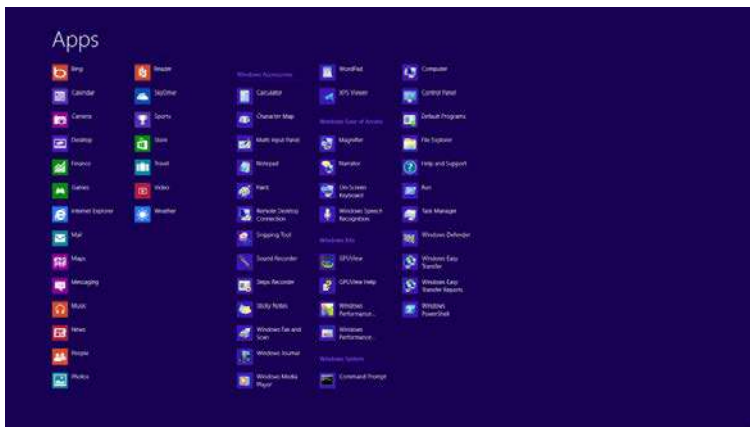 Apps
Bing
Calendar
Camera
Desktop
Finance
Games
Internet Explorer
Mail
Maps
Messaging
Music
News
People
Photos
Reader
SkyDrive
Sports
Store
Travel
Video
Weather
Windows Accessories
Calculator
Character Map
Math Input Panel
Notepad
Paint
Remote Desktop
Connection
Snipping Tool
Sound Recorder
Steps Recorder
Sticky Notes
Windows Fax and
Scan
Windows Journal
Windows Media
Player
WordPad
XPS Viewer
Windows Ease of Access
Magnifier
Narrator
On-Screen
Keyboard
Windows Speech
Recognition
Windows Kits
GPUView
GPUView Help
Windows
Performance...
Windows
Performance...
Windows System
Command Prompt
Computer
Control Panel
Default Programs
File Explorer
Help and Support
Run
Task Manager
Windows Defender
Windows Easy
Transfer
Windows Easy
Transfer Reports
Windows
PowerShell